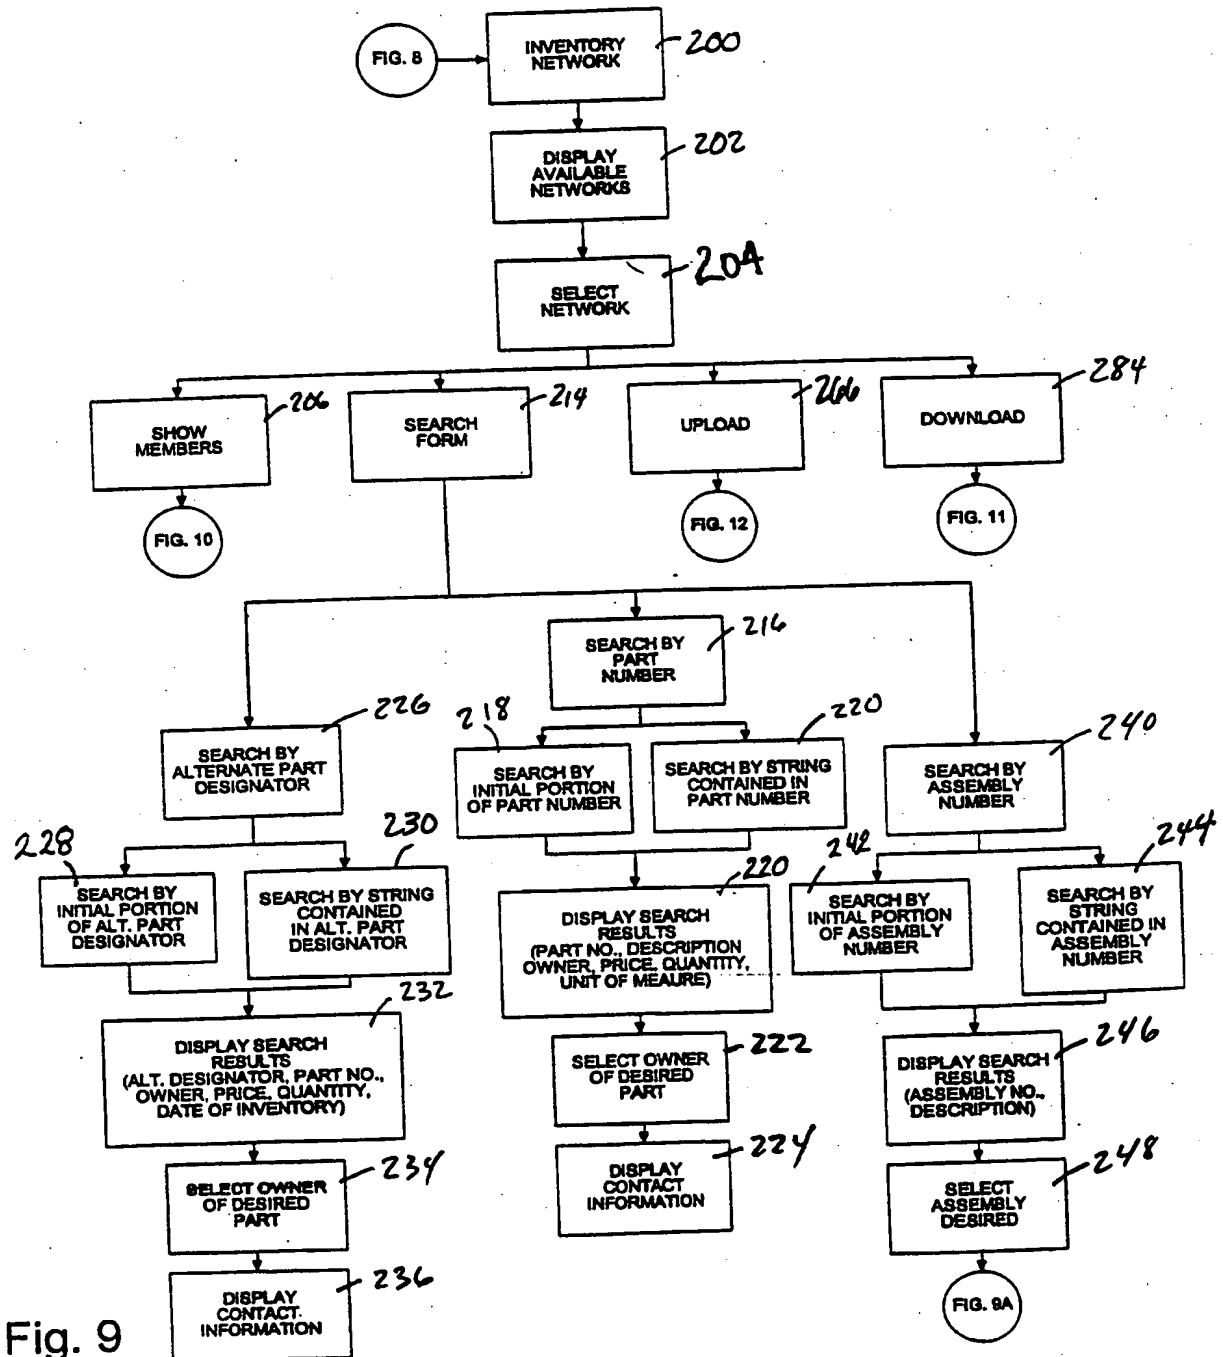 FIG. 8
INVENTORY
NETWORK
200
DISPLAY
AVAILABLE
NETWORKS
202
SELECT
NETWORK
204
SHOW
MEMBERS
206
SEARCH
FORM
214
UPLOAD
266
DOWNLOAD
284
FIG. 10
FIG. 12
FIG. 11
SEARCH BY
PART
NUMBER
216
SEARCH BY
ALTERNATE PART
DESIGNATOR
226
SEARCH BY
INITIAL PORTION
OF PART NUMBER
218
SEARCH BY STRING
CONTAINED IN
PART NUMBER
220
SEARCH BY
ASSEMBLY
NUMBER
240
SEARCH BY
INITIAL PORTION
OF ALT. PART
DESIGNATOR
228
SEARCH BY STRING
CONTAINED
IN ALT. PART
DESIGNATOR
230
DISPLAY SEARCH
RESULTS
(PART NO., DESCRIPTION
OWNER, PRICE, QUANTITY,
UNIT OF MEAURE)
220
SEARCH BY
INITIAL PORTION
OF ASSEMBLY
NUMBER
242
SEARCH BY
STRING
CONTAINED IN
ASSEMBLY
NUMBER
244
DISPLAY SEARCH
RESULTS
(ALT. DESIGNATOR, PART NO.,
OWNER, PRICE, QUANTITY,
DATE OF INVENTORY)
232
SELECT OWNER
OF DESIRED
PART
222
DISPLAY SEARCH
RESULTS
(ASSEMBLY NO.,
DESCRIPTION)
246
SELECT OWNER
OF DESIRED
PART
234
DISPLAY
CONTACT
INFORMATION
224
SELECT
ASSEMBLY
DESIRED
248
DISPLAY
CONTACT
INFORMATION
236
FIG. 9A
Fig. 9